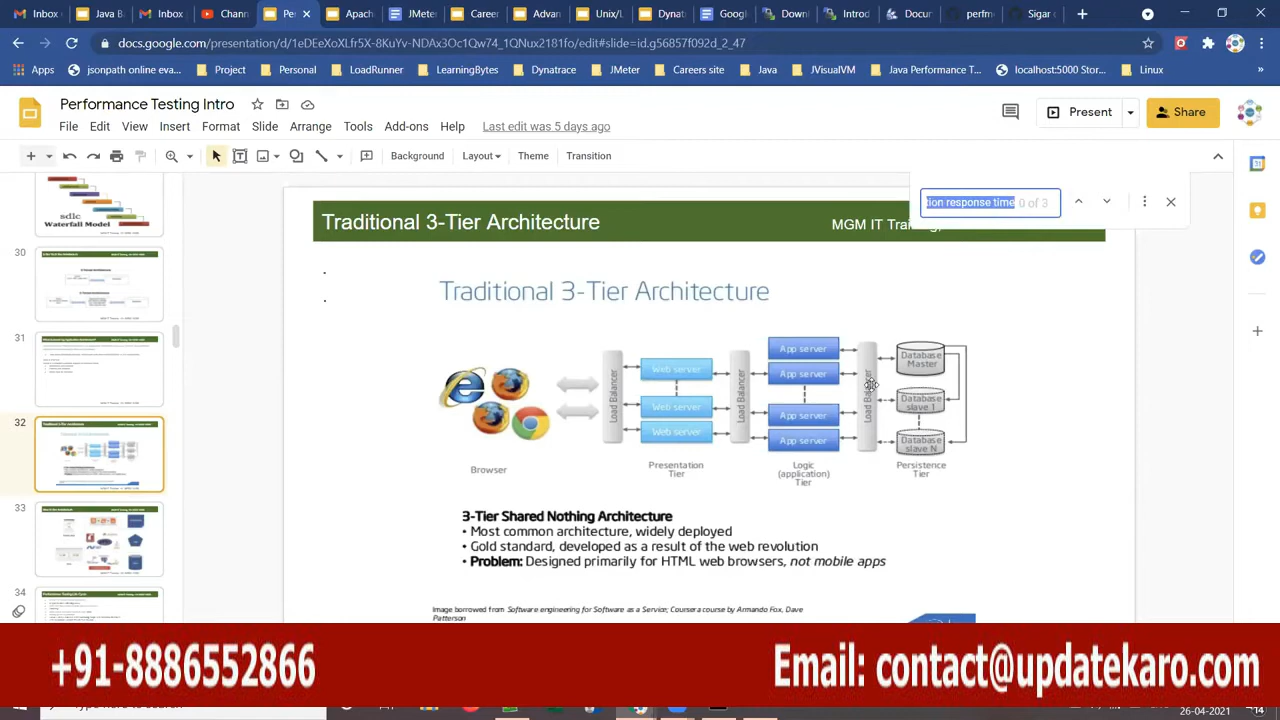 Inbox
Inbox
Chann
Per
Java B
JMete
Career
Advan
Unix/L
Dynat
Google
Downl
Introd
Docum
perfm
Sigar
docs.google.com/presentation/d/1eDEeXoXLfr5X-8KuYv-NDAx3Oc1Qw74_1QNux2181fo/edit#slide=id.g56857f092d_2_47
Apps
jsonpath online eva...
Project
Personal
LoadRunner
LearningBytes
Dynatrace
JMeter
Careers site
Java
JVisualVM
Java Performance T...
localhost:5000 Stor...
Linux
»
Performance Testing Intro
File Edit View Insert Format Slide Arrange Tools Add-ons Help Last edit was 5 days ago
Present
Share
Background Layout Theme Transition
tion response time 0 of 3
sdlc
Waterfall Model
30
31
32
33
34
Traditional 3-Tier Architecture
MGM IT Training,
Traditional 3-Tier Architecture
Load Balancer
Web server
Web server
Web server
Load Balancer
App server
App server
App server
App server
Load Balancer
Database Master
Database slave 1
Database slave N
Browser
Presentation Tier
Logic (application) Tier
Persistence Tier
3-Tier Shared Nothing Architecture
• Most common architecture, widely deployed
• Gold standard, developed as a result of the web revolution
• Problem: Designed primarily for HTML web browsers, not mobile apps
Image borrowed from Software engineering for Software as a Service; Coursera course by Armando Fox, Dave
Patterson
+91-8886552866
Email: contact@updatekaro.com
26-04-2021